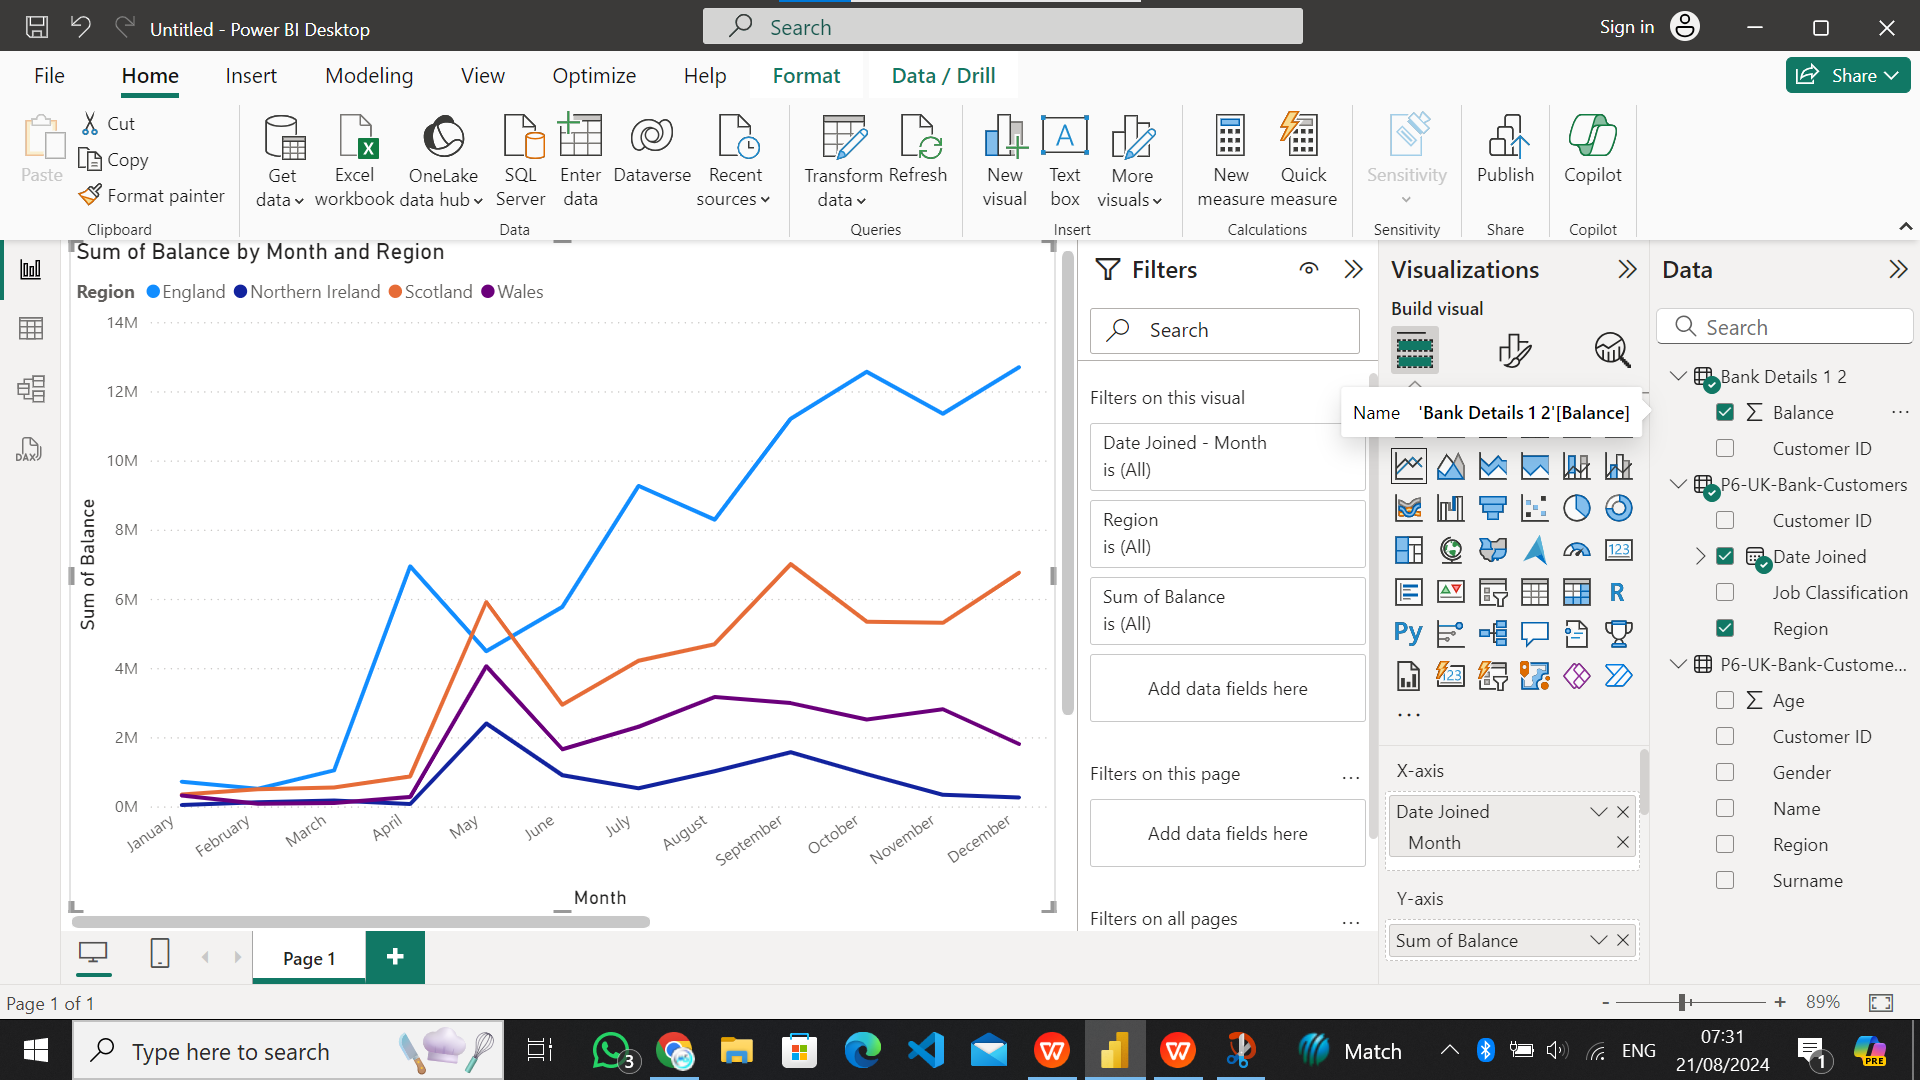 Untitled - Power BI Desktop
Search
Sign in
File
Home
Insert
Modeling
View
Optimize
Help
Format
Data / Drill
Share
Paste
Cut
Copy
Format painter
Clipboard
Get data
Excel workbook
OneLake data hub
SQL Server
Enter data
Dataverse
Recent sources
Data
Transform data
Refresh
Queries
New visual
Text box
More visuals
Insert
New measure
Quick measure
Calculations
Sensitivity
Sensitivity
Publish
Share
Copilot
Copilot
Sum of Balance by Month and Region
Region England Northern Ireland Scotland Wales
14M
12M
10M
8M
6M
4M
2M
0M
Sum of Balance
January
February
March
April
May
June
July
August
September
October
November
December
Month
Filters
Search
Filters on this visual
Date Joined - Month
is (All)
Region
is (All)
Sum of Balance
is (All)
Add data fields here
Filters on this page
Add data fields here
Filters on all pages
Visualizations
Build visual
Name 'Bank Details 1 2'[Balance]
123
R
Py
123
X-axis
Date Joined
Month
Y-axis
Sum of Balance
Data
Search
Bank Details 1 2
Balance
Customer ID
P6-UK-Bank-Customers
Customer ID
Date Joined
Job Classification
Region
P6-UK-Bank-Custome...
Age
Customer ID
Gender
Name
Region
Surname
DAX
Page 1
Page 1 of 1
- + 89%
Type here to search
3
Match
ENG
07:31
21/08/2024
1
PRE